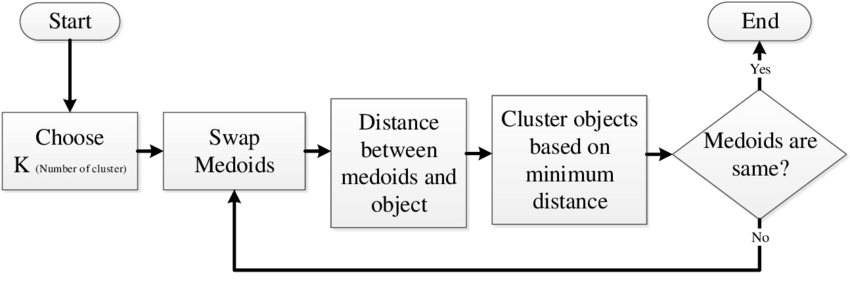 Start
End
Yes
Choose
K (Number of cluster)
Swap
Medoids
Distance
between
medoids and
object
Cluster objects
based on
minimum
distance
Medoids are
same?
No